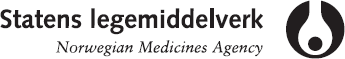 Statens legemiddelverk
Norwegian Medicines Agency